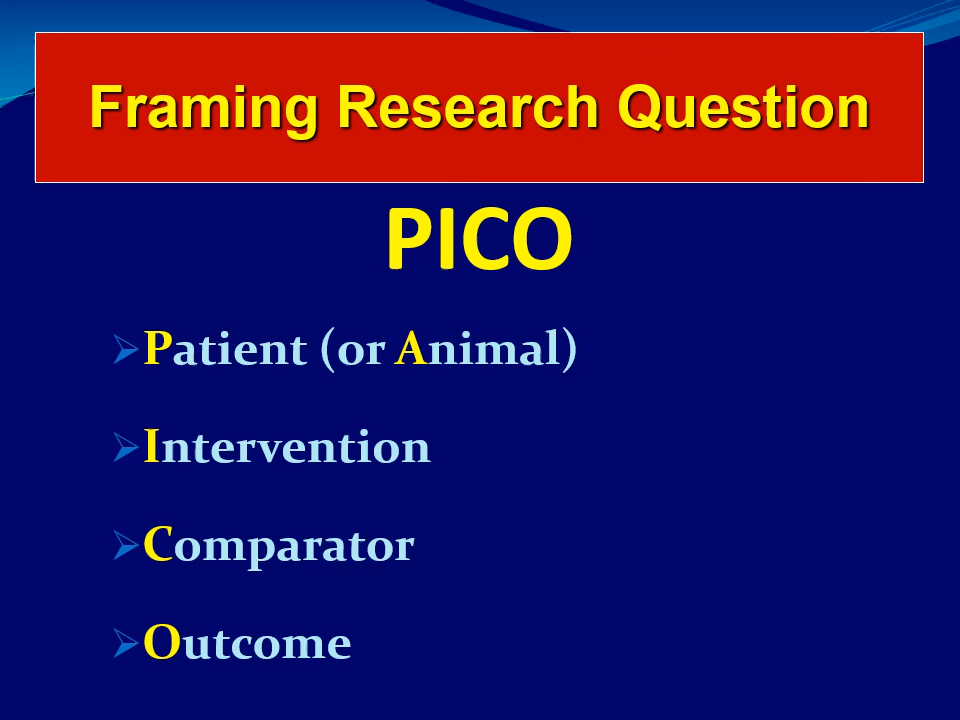 Framing Research Question
PICO
Patient (or Animal)
Intervention
Comparator
Outcome